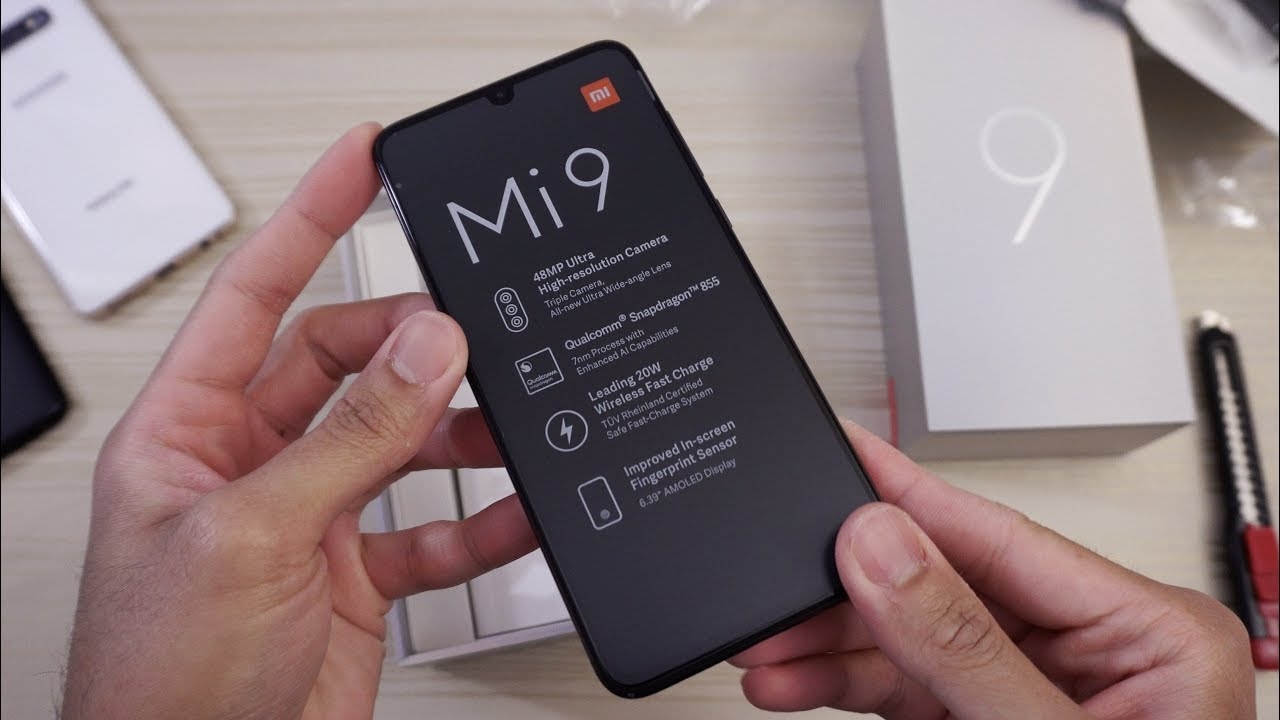 mi
Mi 9
48MP Ultra
High-resolution Camera
Triple Camera,
All-new Ultra Wide-angle Lens
Qualcomm® Snapdragon™ 855
7nm Process with
Enhanced AI Capabilities
Qualcomm
snapdragon
Leading 20W
Wireless Fast Charge
TÜV Rheinland Certified
Safe Fast-Charge System
Improved In-screen
Fingerprint Sensor
6.39" AMOLED Display
9